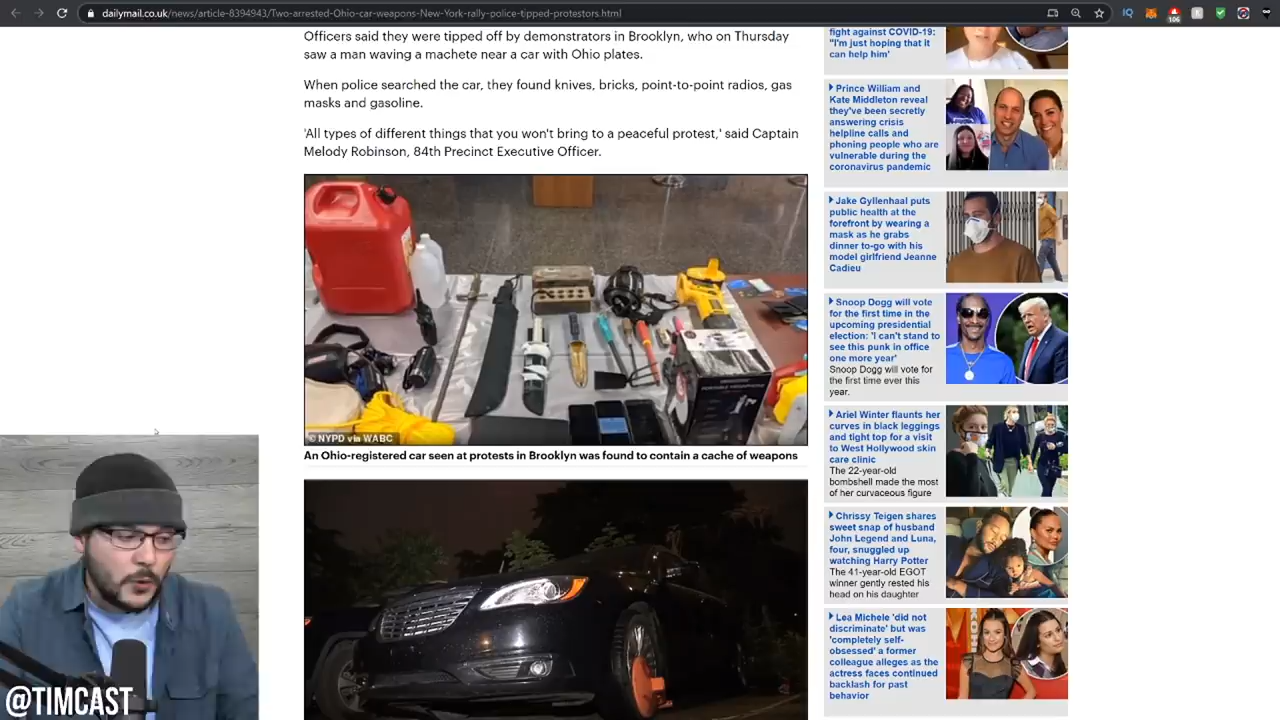 dailymail.co.uk/news/article-8394943/Two-arrested-Ohio-car-weapons-New-York-rally-police-tipped-protestors.html
106
Officers said they were tipped off by demonstrators in Brooklyn, who on Thursday
saw a man waving a machete near a car with Ohio plates.
When police searched the car, they found knives, bricks, point-to-point radios, gas
masks and gasoline.
'All types of different things that you won't bring to a peaceful protest,' said Captain
Melody Robinson, 84th Precinct Executive Officer.
© NYPD via WABC
An Ohio-registered car seen at protests in Brooklyn was found to contain a cache of weapons
fight against COVID-19:
"I'm just hoping that it
can help him'
Prince William and
Kate Middleton reveal
they've been secretly
answering crisis
helpline calls and
phoning people who are
vulnerable during the
coronavirus pandemic
Jake Gyllenhaal puts
public health at the
forefront by wearing a
mask as he grabs
dinner to-go with his
model girlfriend Jeanne
Cadieu
Snoop Dogg will vote
for the first time in the
upcoming presidential
election: 'I can't stand to
see this punk in office
one more year'
Snoop Dogg will vote
for the first time ever this
year.
Ariel Winter flaunts her
curves in black leggings
and tight top for a visit
to West Hollywood skin
care clinic
The 22-year-old
bombshell made the most
of her curvaceous figure
Chrissy Teigen shares
sweet snap of husband
John Legend and Luna,
four, snuggled up
watching Harry Potter
The 41-year-old EGOT
winner gently rested his
head on his daughter
Lea Michele 'did not
discriminate' but was
'completely self-
obsessed' a former
colleague alleges as the
actress faces continued
backlash for past
behavior
@TIMCAST